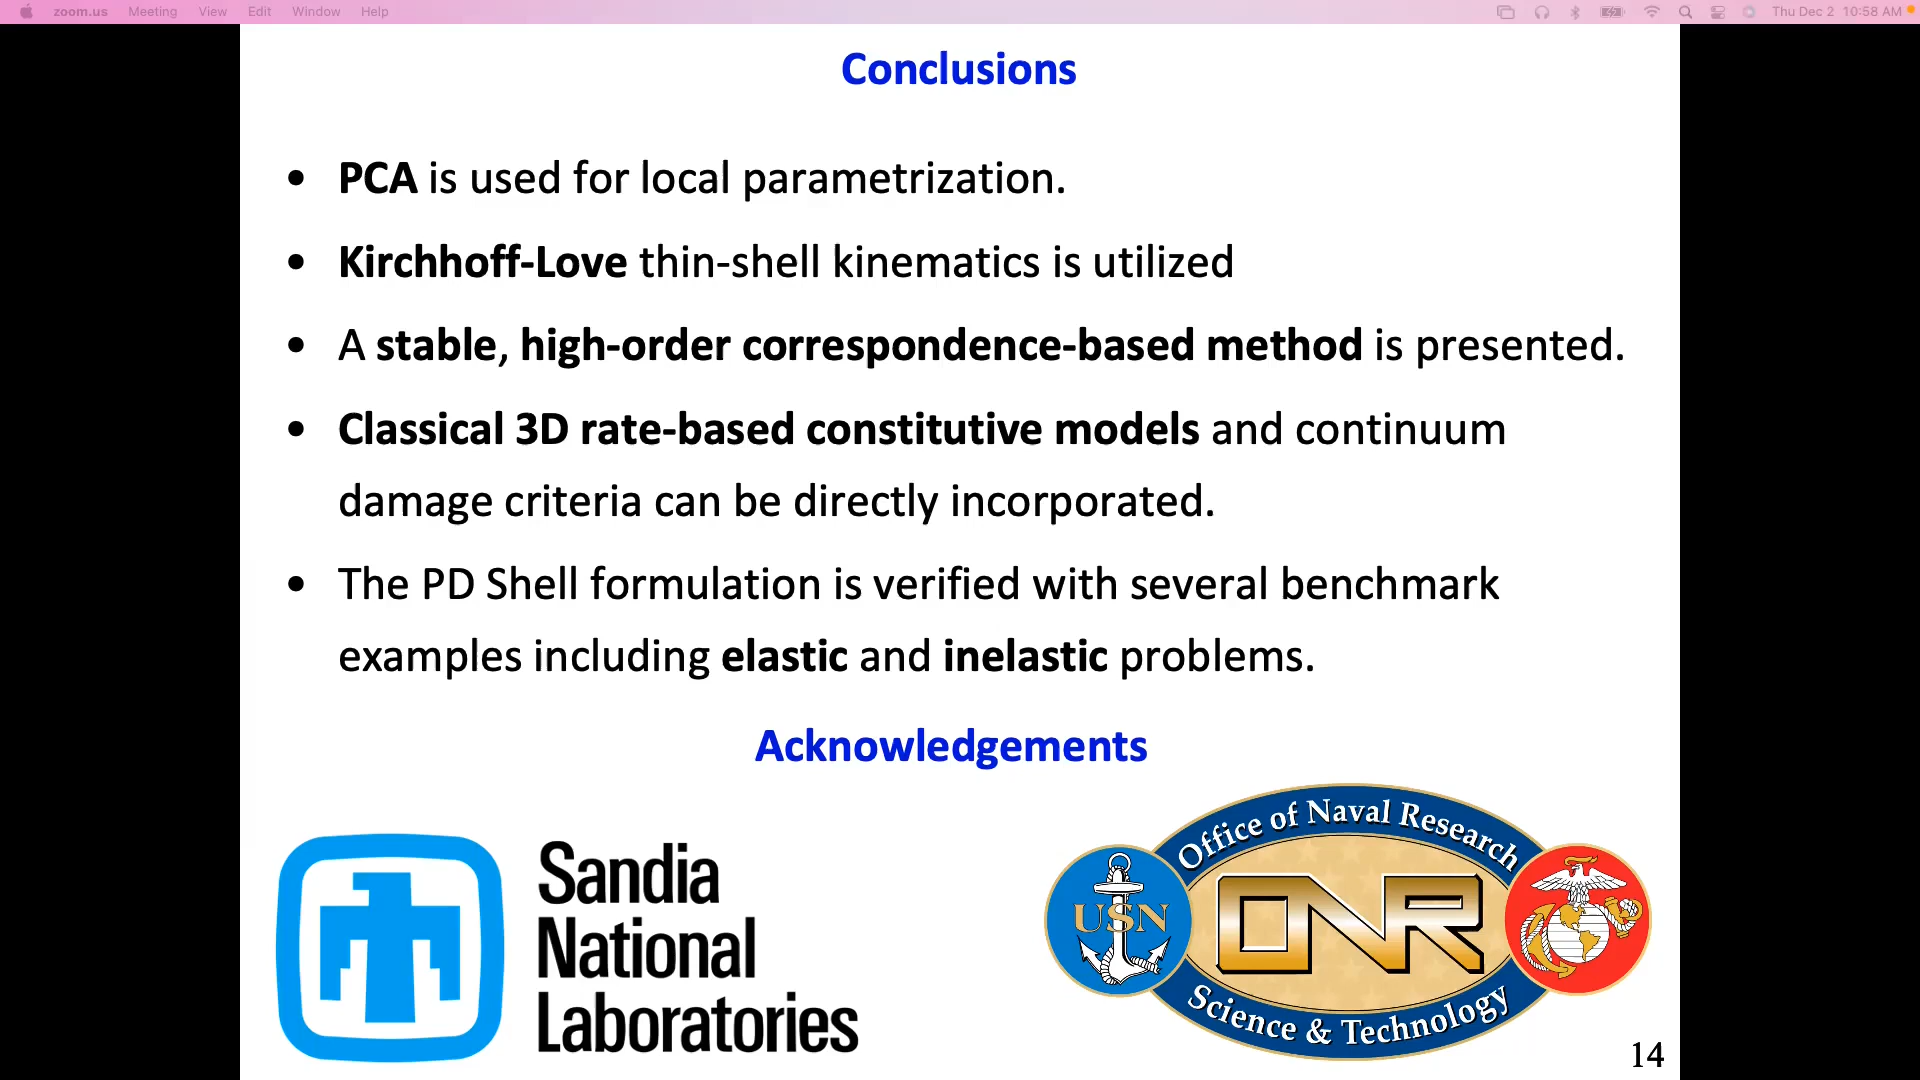 zoom.us Meeting View Edit Window Help Thu Dec 2 10:58 AM
Conclusions
• PCA is used for local parametrization.
• Kirchhoff-Love thin-shell kinematics is utilized
• A stable, high-order correspondence-based method is presented.
• Classical 3D rate-based constitutive models and continuum
damage criteria can be directly incorporated.
• The PD Shell formulation is verified with several benchmark
examples including elastic and inelastic problems.
Acknowledgements
Sandia
National
Laboratories
Office of Naval Research
USN
ONR
Science & Technology
14